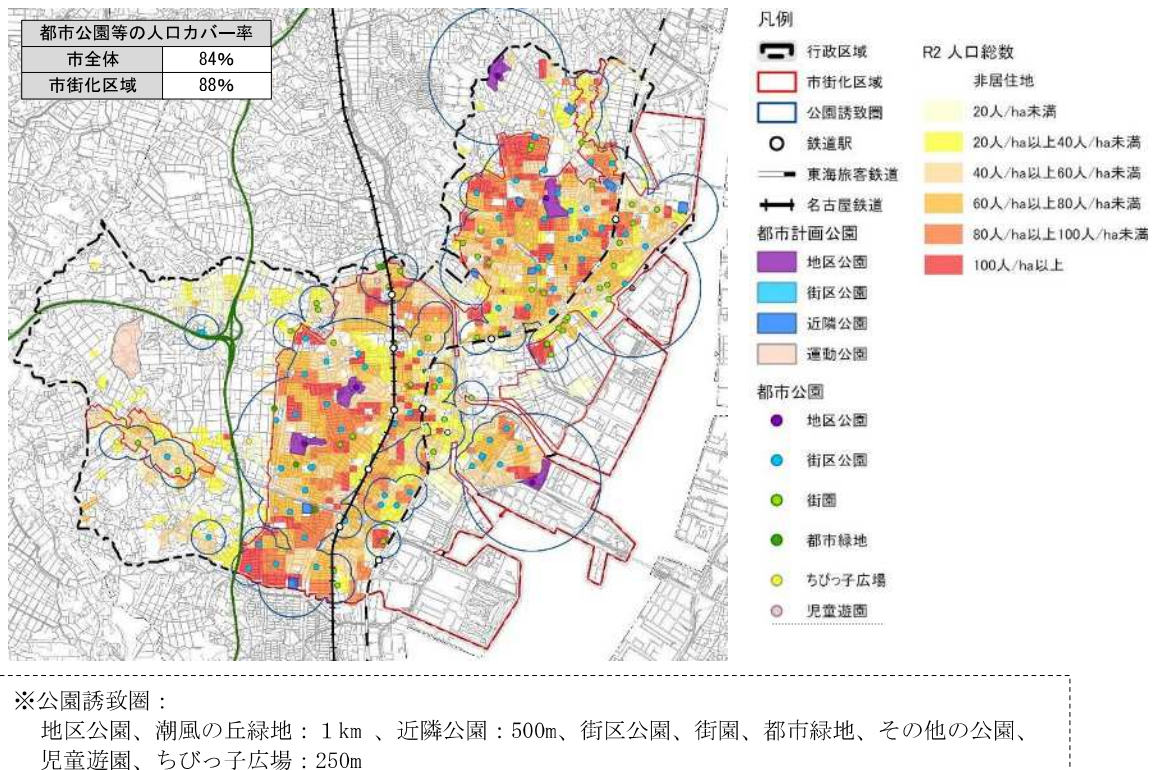 都市公園等の人口カバー率
市全体 84%
市街化区域 88%
凡例
行政区域
市街化区域
公園誘致圏
鉄道駅
東海旅客鉄道
名古屋鉄道
都市計画公園
地区公園
街区公園
近隣公園
運動公園
都市公園
地区公園
街区公園
街園
都市緑地
ちびっ子広場
児童遊園
R2 人口総数
非居住地
20人/ha未満
20人/ha以上40人/ha未満
40人/ha以上60人/ha未満
60人/ha以上80人/ha未満
80人/ha以上100人/ha未満
100人/ha以上
※公園誘致圏：
地区公園、潮風の丘緑地：１km 、近隣公園：500m、街区公園、街園、都市緑地、その他の公園、
児童遊園、ちびっ子広場：250m